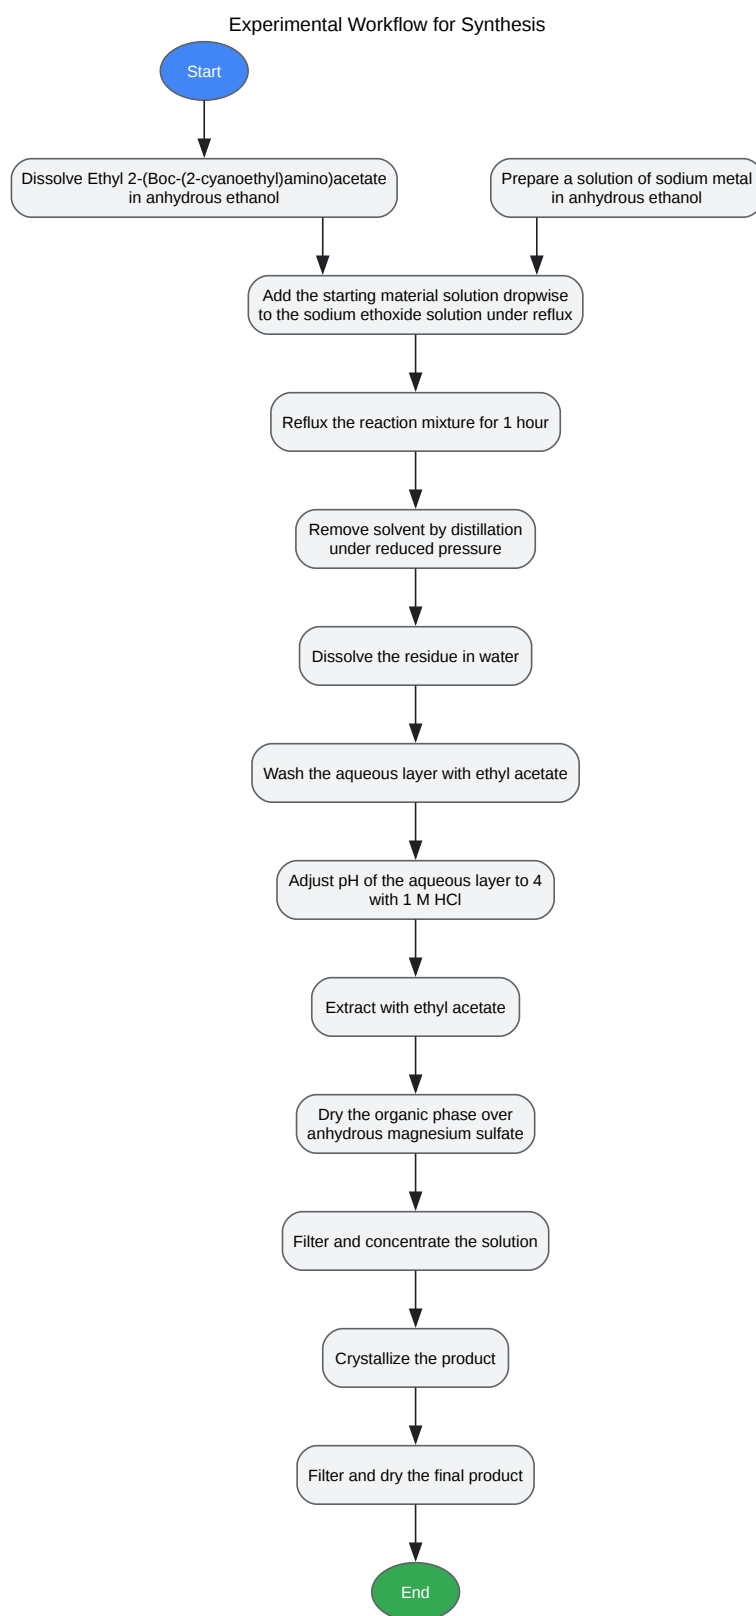 Experimental Workflow for Synthesis
Start
Dissolve Ethyl 2-(Boc-(2-cyanoethyl)amino)acetate
in anhydrous ethanol
Prepare a solution of sodium metal
in anhydrous ethanol
Add the starting material solution dropwise
to the sodium ethoxide solution under reflux
Reflux the reaction mixture for 1 hour
Remove solvent by distillation
under reduced pressure
Dissolve the residue in water
Wash the aqueous layer with ethyl acetate
Adjust pH of the aqueous layer to 4
with 1 M HCl
Extract with ethyl acetate
Dry the organic phase over
anhydrous magnesium sulfate
Filter and concentrate the solution
Crystallize the product
Filter and dry the final product
End